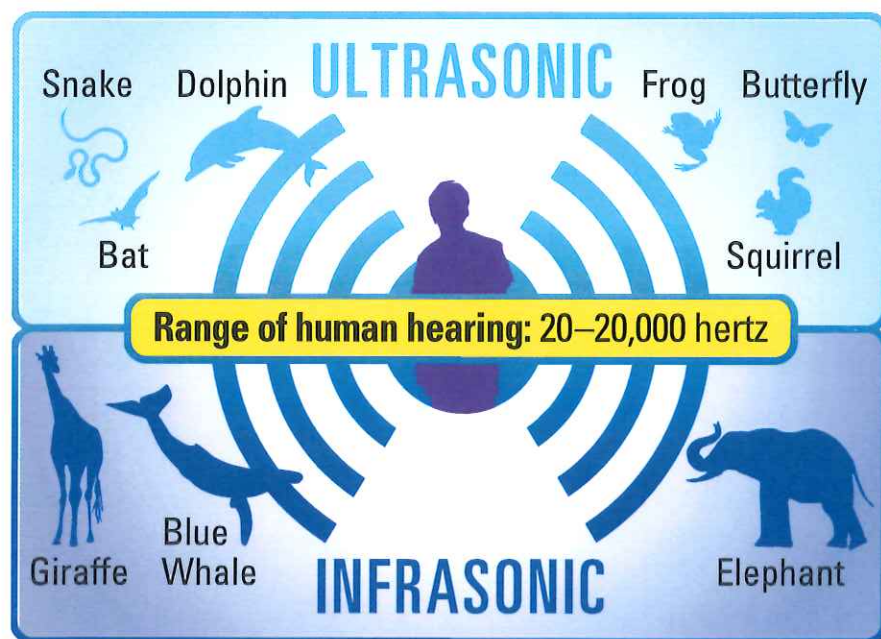 ULTRASONIC
Snake
Dolphin
Frog
Butterfly
Bat
Squirrel
Range of human hearing: 20–20,000 hertz
Giraffe
Blue
Whale
Elephant
INFRASONIC